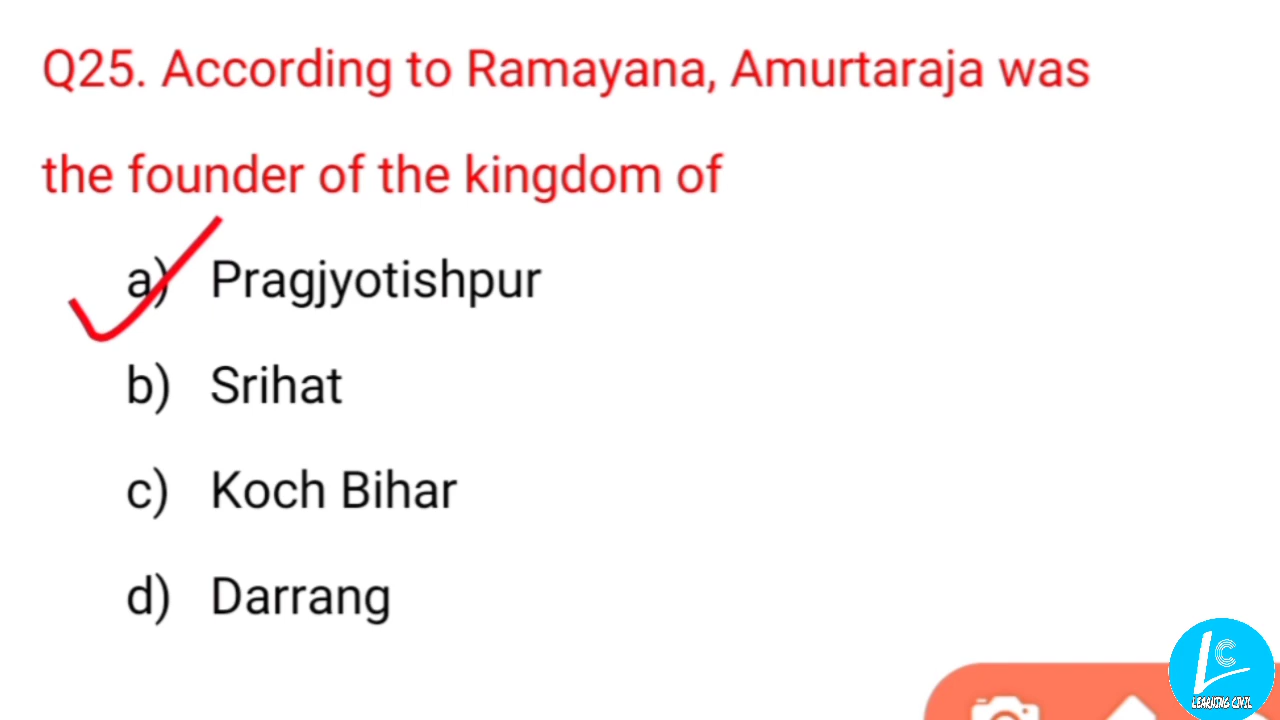 Q25. According to Ramayana, Amurtaraja was
the founder of the kingdom of
a) Pragjyotishpur
b) Srihat
c) Koch Bihar
d) Darrang
LC
LEARNING CIVIL